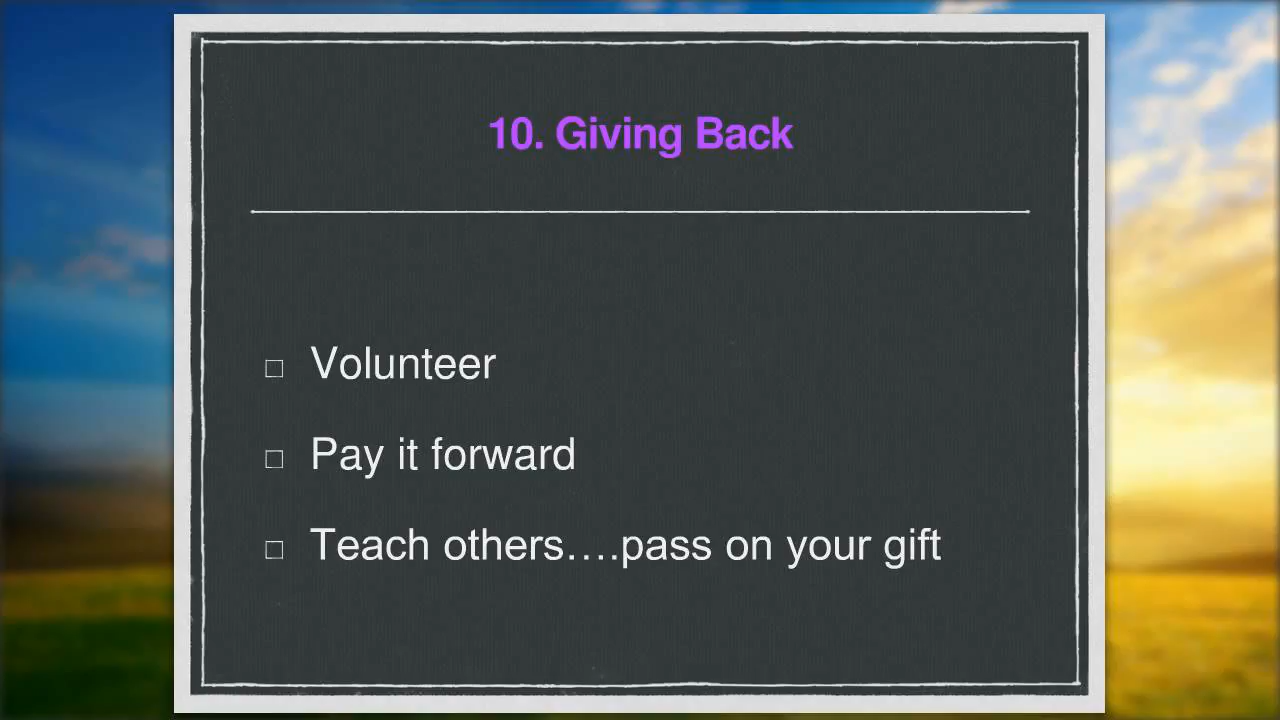 10. Giving Back
Volunteer
Pay it forward
Teach others….pass on your gift